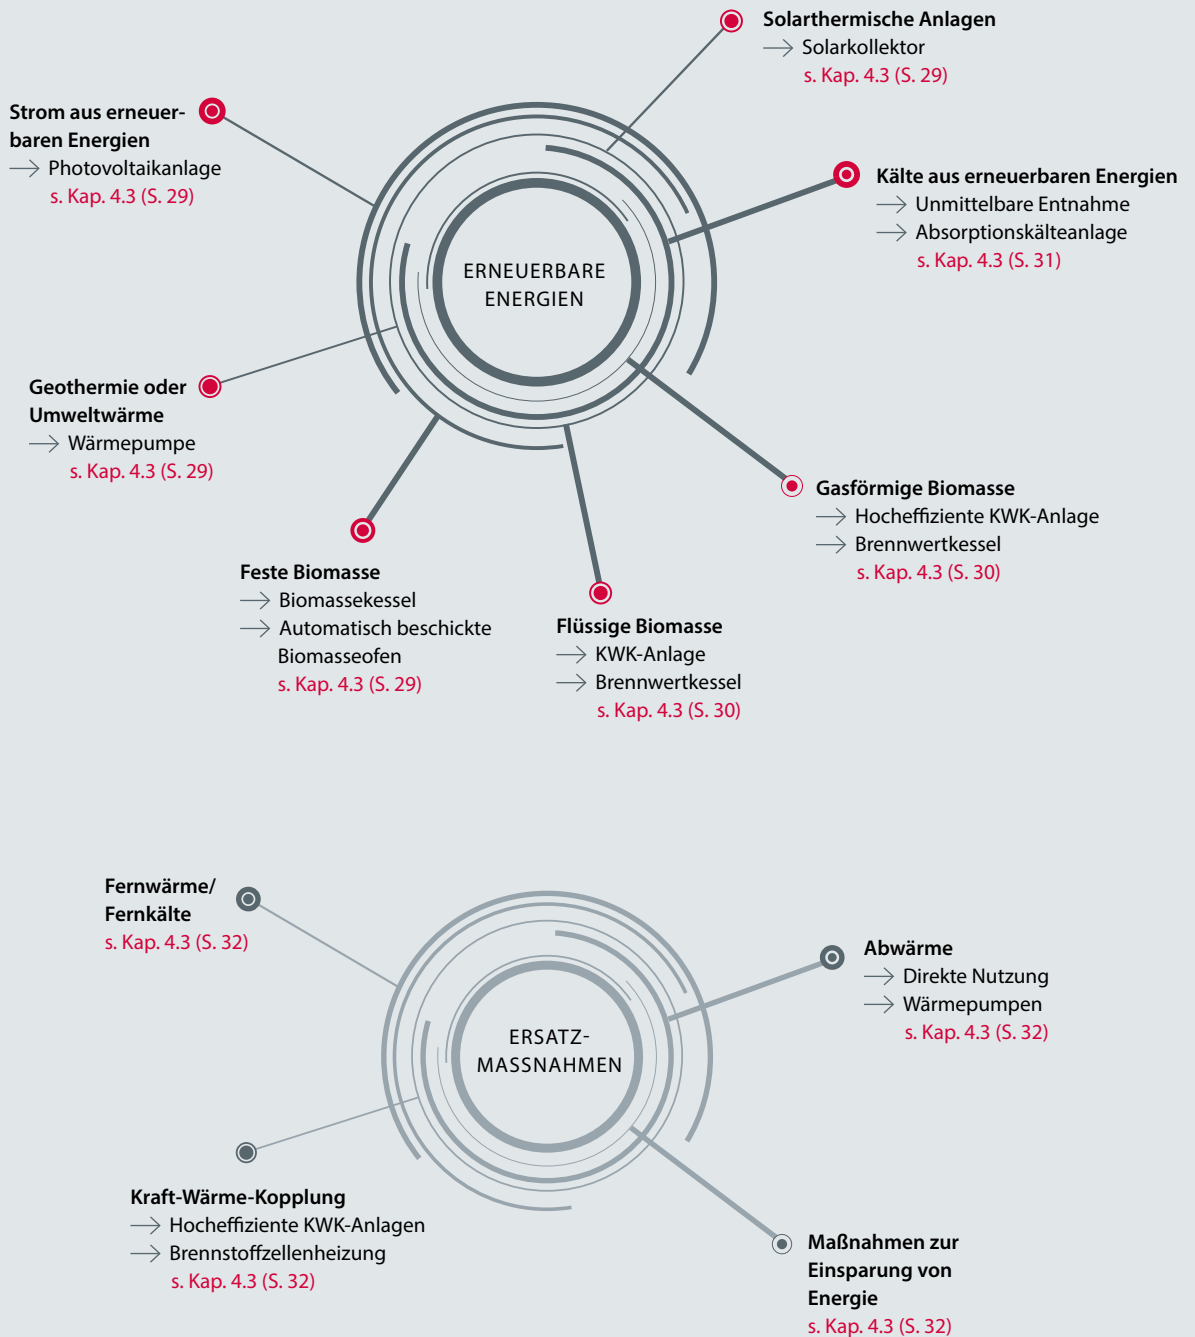 Solarthermische Anlagen
→ Solarkollektor
s. Kap. 4.3 (S. 29)
Strom aus erneuer-
baren Energien
→ Photovoltaikanlage
s. Kap. 4.3 (S. 29)
Kälte aus erneuerbaren Energien
→ Unmittelbare Entnahme
→ Absorptionskälteanlage
s. Kap. 4.3 (S. 31)
ERNEUERBARE
ENERGIEN
Geothermie oder
Umweltwärme
→ Wärmepumpe
s. Kap. 4.3 (S. 29)
Gasförmige Biomasse
→ Hocheffiziente KWK-Anlage
→ Brennwertkessel
s. Kap. 4.3 (S. 30)
Feste Biomasse
→ Biomassekessel
→ Automatisch beschickte
Biomasseofen
s. Kap. 4.3 (S. 29)
Flüssige Biomasse
→ KWK-Anlage
→ Brennwertkessel
s. Kap. 4.3 (S. 30)
Fernwärme/
Fernkälte
s. Kap. 4.3 (S. 32)
Abwärme
→ Direkte Nutzung
→ Wärmepumpen
s. Kap. 4.3 (S. 32)
ERSATZ-
MASSNAHMEN
Kraft-Wärme-Kopplung
→ Hocheffiziente KWK-Anlagen
→ Brennstoffzellenheizung
s. Kap. 4.3 (S. 32)
Maßnahmen zur
Einsparung von
Energie
s. Kap. 4.3 (S. 32)